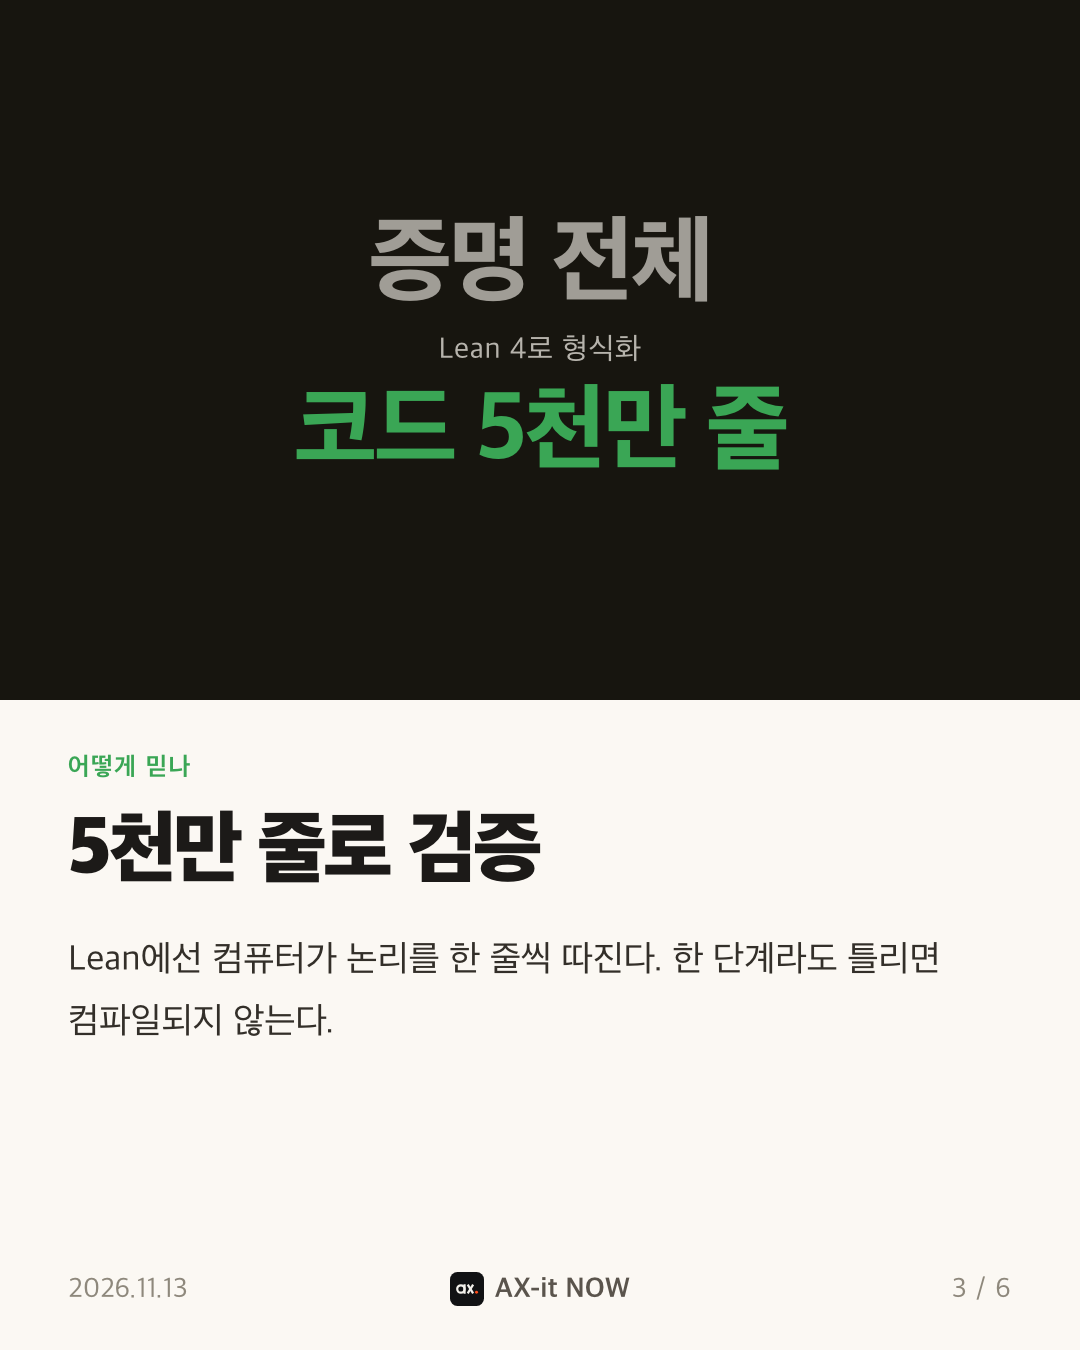 증명 전체
Lean 4로 형식화
코드 5천만 줄
어떻게 믿나
5천만 줄로 검증
Lean에선 컴퓨터가 논리를 한 줄씩 따진다. 한 단계라도 틀리면
컴파일되지 않는다.
2026.11.13
ax.
AX-it NOW
3 / 6